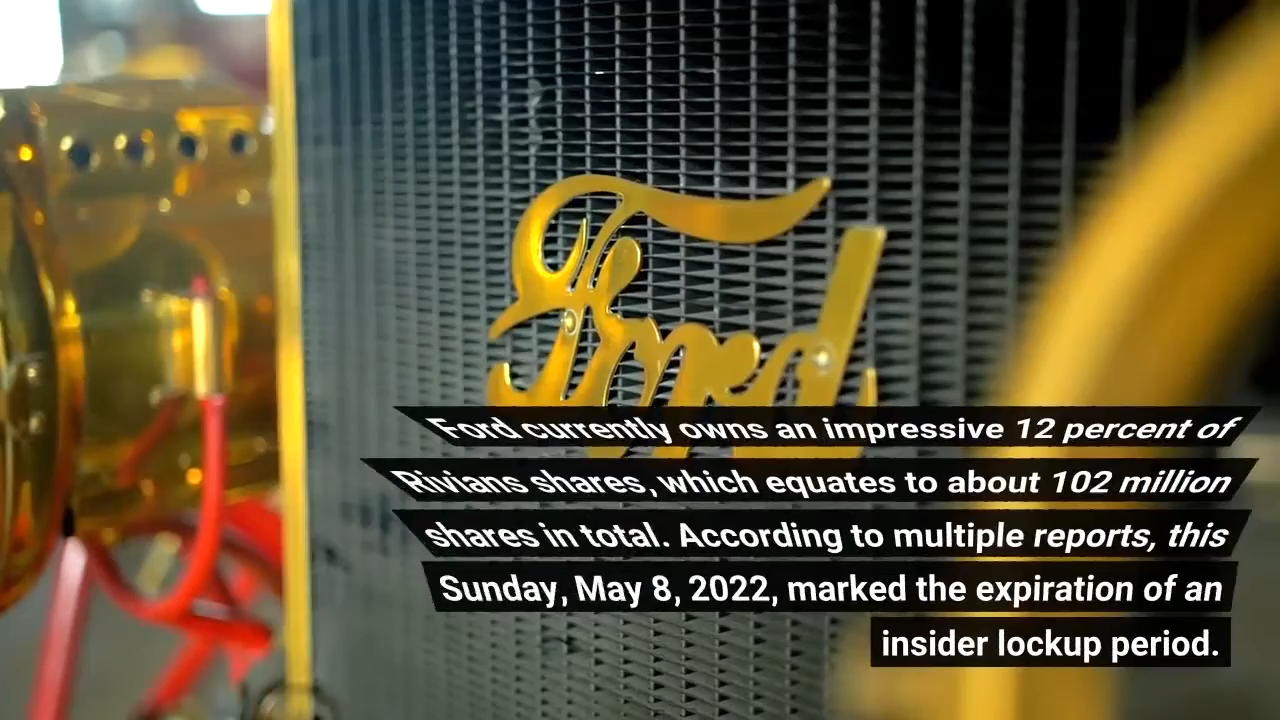 Ford
Ford currently owns an impressive 12 percent of
Rivians shares, which equates to about 102 million
shares in total. According to multiple reports, this
Sunday, May 8, 2022, marked the expiration of an
insider lockup period.